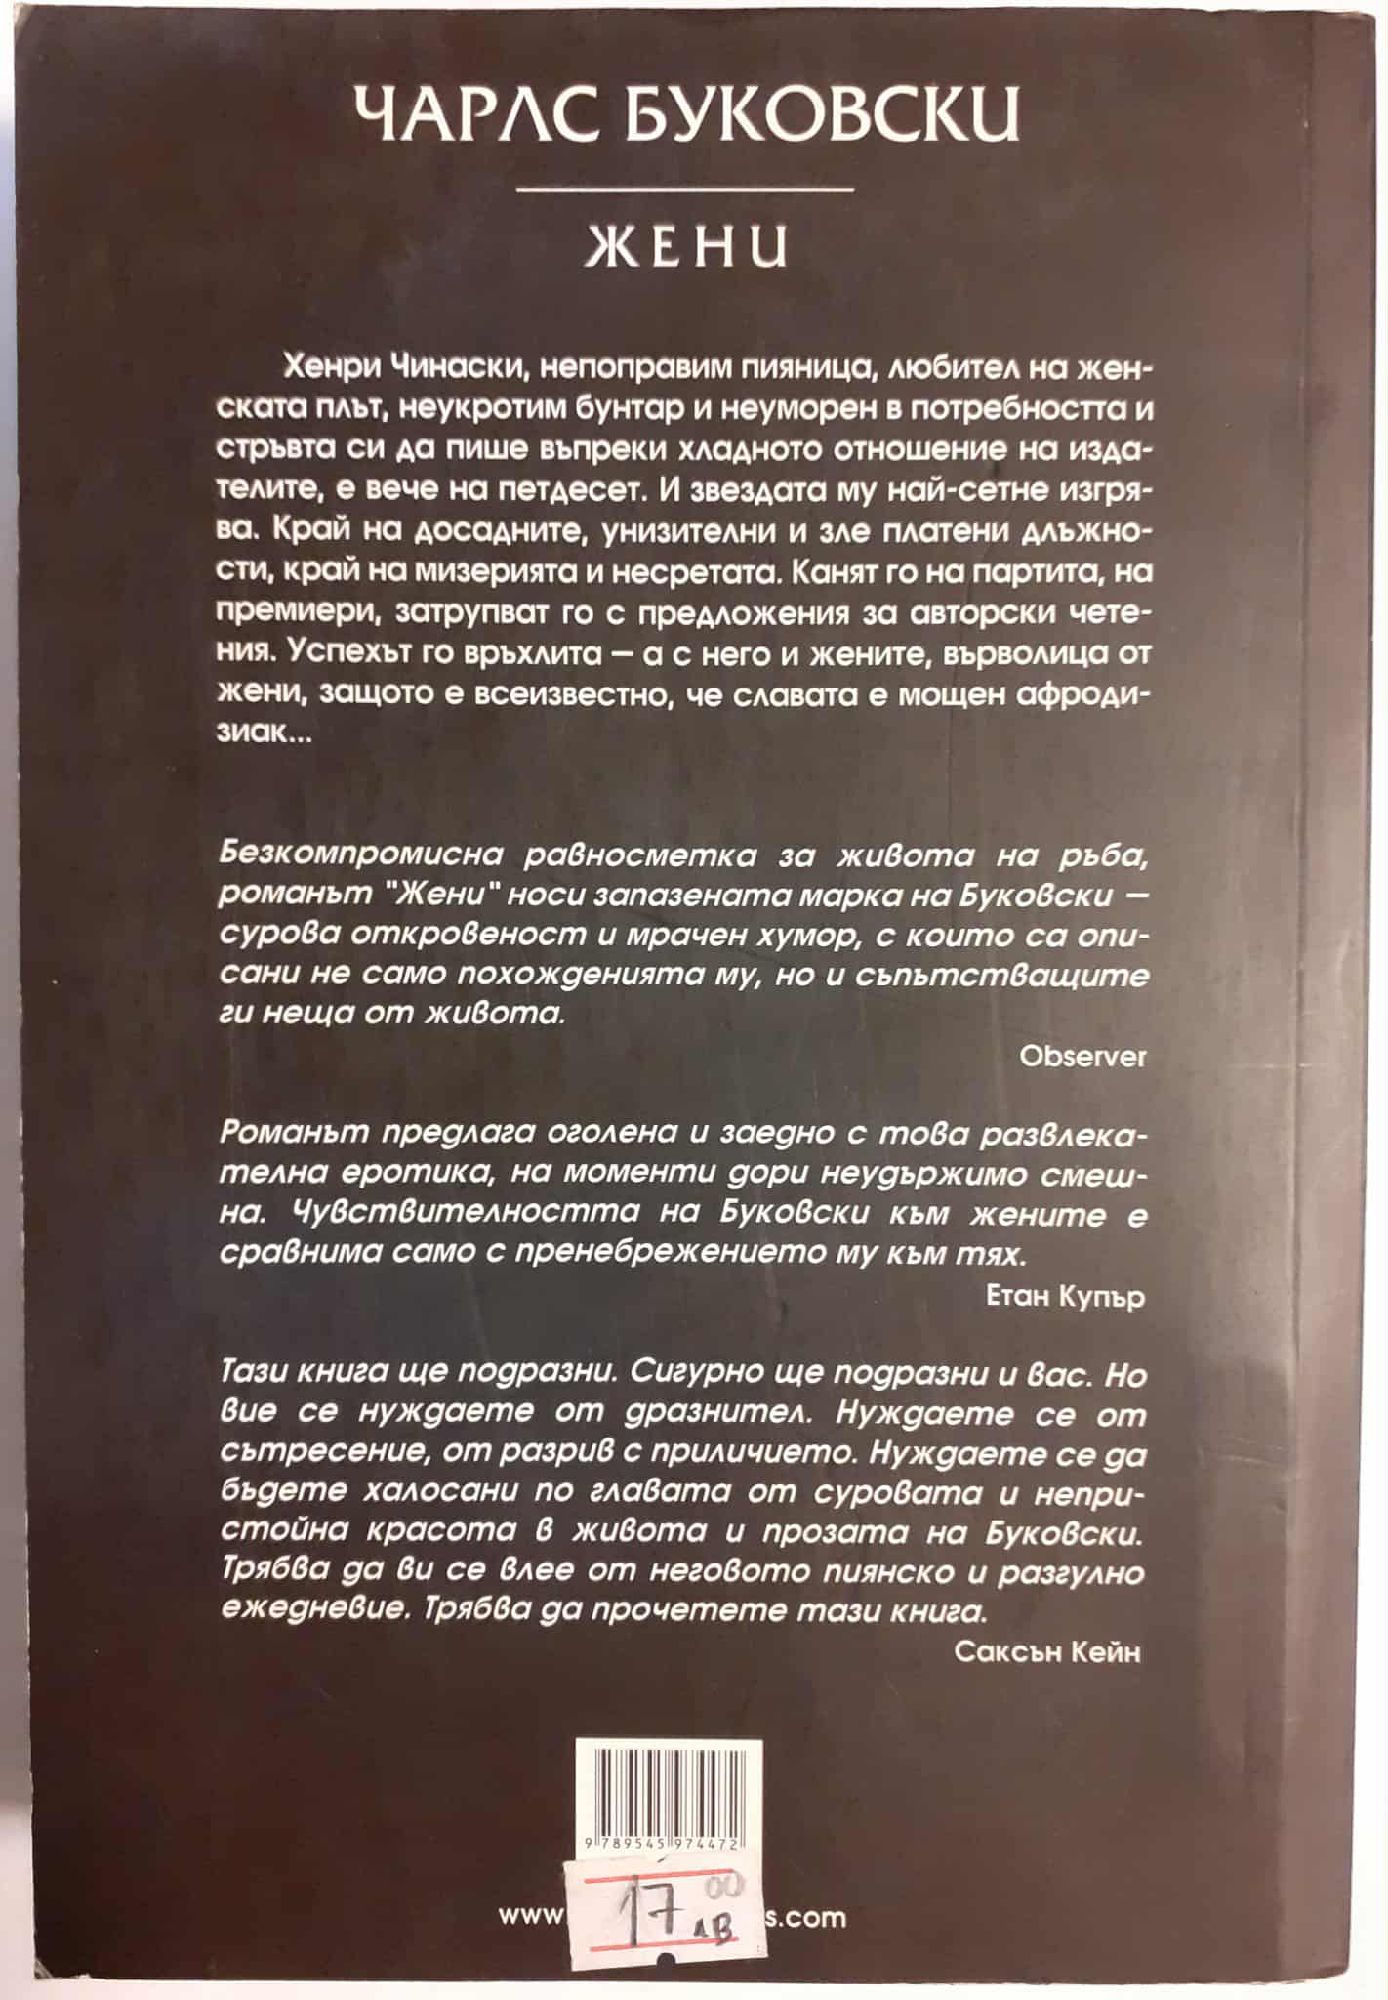 ЧАРЛС БУКОВСКИ
ЖЕНИ
Хенри Чинаски, непоправим пияница, любител на жен-
ската плът, неукротим бунтар и неуморен в потребността и
стръвта си да пише въпреки хладното отношение на изда-
телите, е вече на петдесет. И звездата му най-сетне изгря-
ва. Край на досадните, унизителни и зле платени длъжно-
сти, край на мизерията и несретата. Канят го на партита, на
премиери, затрупват го с предложения за авторски чете-
ния. Успехът го връхлита – а с него и жените, върволица от
жени, защото е всеизвестно, че славата е мощен афроди-
зиак...
Безкомпромисна равносметка за живота на ръба,
романът "Жени" носи запазената марка на Буковски –
сурова откровеност и мрачен хумор, с които са опи-
сани не само похожденията му, но и съпътстващите
ги неща от живота.
Observer
Романът предлага оголена и заедно с това развлека-
телна еротика, на моменти дори неудържимо смеш-
на. Чувствителността на Буковски към жените е
сравнима само с пренебрежението му към тях.
Етан Купър
Тази книга ще подразни. Сигурно ще подразни и вас. Но
вие се нуждаете от дразнител. Нуждаете се от
сътресение, от разрив с приличието. Нуждаете се да
бъдете халосани по главата от суровата и непри-
стойна красота в живота и прозата на Буковски.
Трябва да ви се влее от неговото пиянско и разгулно
ежедневие. Трябва да прочетете тази книга.
Саксън Кейн
9 789545 974472
17 00 лв
www s.com